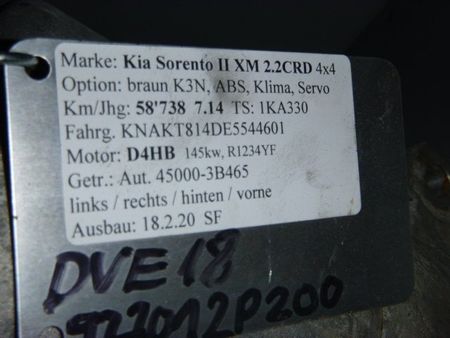 Marke: Kia Sorento II XM 2.2CRD 4x4
Option: braun K3N, ABS, Klima, Servo
Km/Jhg: 58'738 7.14 TS: 1KA330
Fahrg. KNAKT814DE5544601
Motor: D4HB 145kw, R1234YF
Getr.: Aut. 45000-3B465
links / rechts / hinten / vorne
Ausbau: 18.2.20 SF
DVE18
922012P200